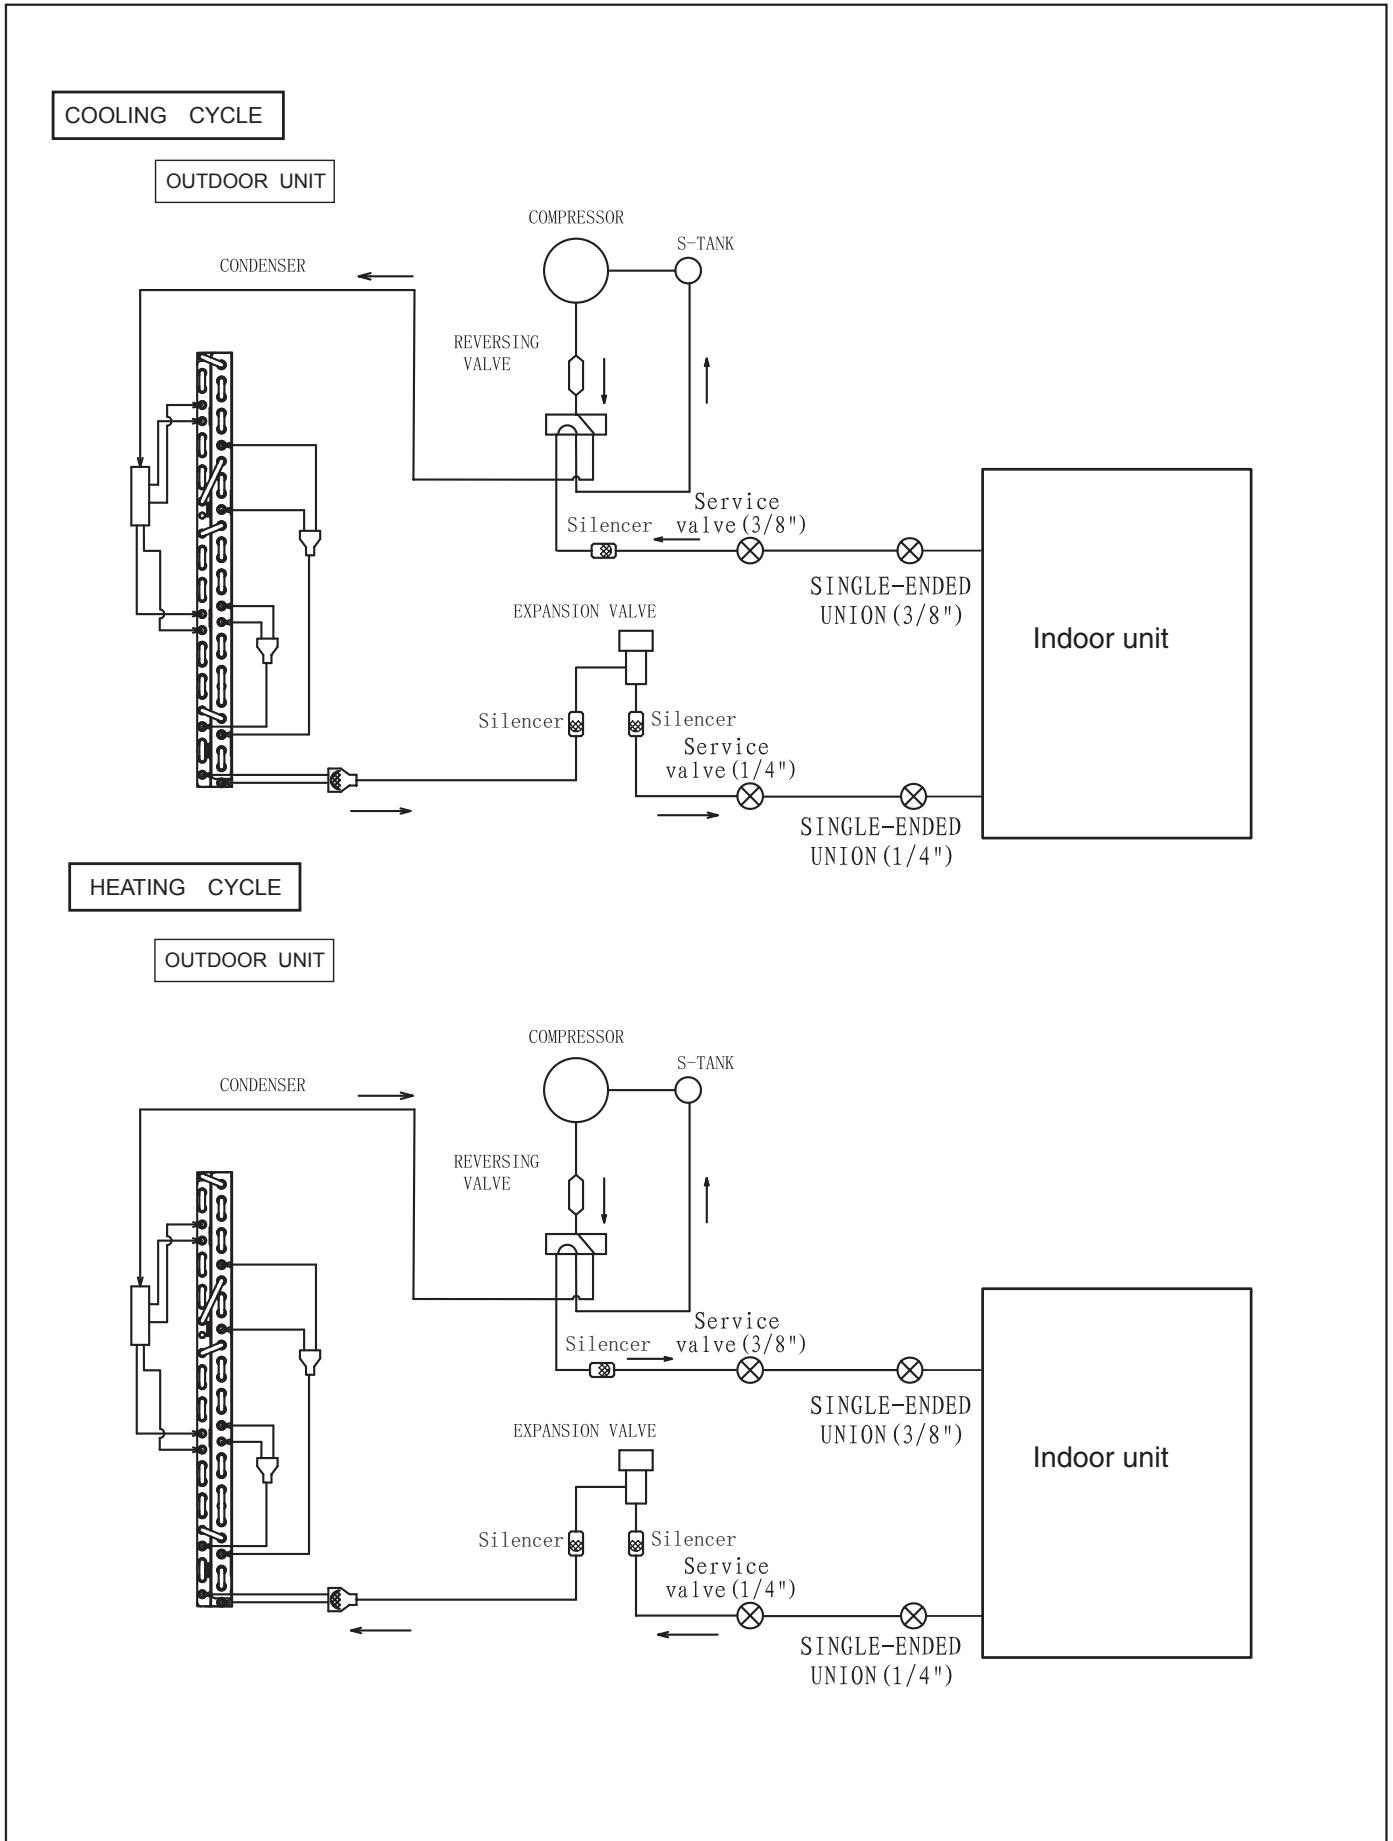 COOLING CYCLE
OUTDOOR UNIT
COMPRESSOR
S-TANK
CONDENSER
REVERSING
VALVE
Service
Silencer valve(3/8")
SINGLE-ENDED
UNION(3/8")
EXPANSION VALVE
Indoor unit
Silencer
Silencer
Service
valve(1/4")
SINGLE-ENDED
UNION(1/4")
HEATING CYCLE
OUTDOOR UNIT
COMPRESSOR
S-TANK
CONDENSER
REVERSING
VALVE
Service
Silencer valve(3/8")
SINGLE-ENDED
UNION(3/8")
EXPANSION VALVE
Indoor unit
Silencer
Silencer
Service
valve(1/4")
SINGLE-ENDED
UNION(1/4")